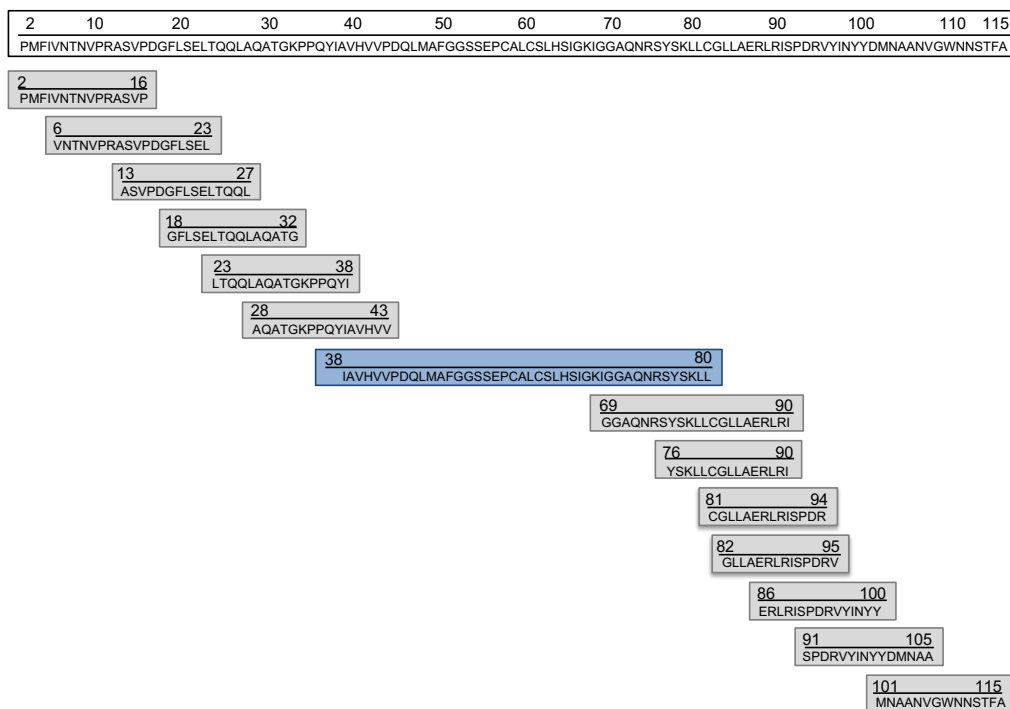 2 10 20 30 40 50 60 70 80 90 100 110 115
PMFIVNTNVPRASVPDGFLSELTQQLAQATGKPPQYIAVHVVPDQLMAFGGSSEPCALCSLHSIGKIGGAQNRSYSKLLCGLLAERLRISPDRVYINYYDMNAANVGWNNSTFA
2 16
PMFIVNTNVPRASVP
6 23
VNTNVPRASVPDGFLSEL
13 27
ASVPDGFLSELTQQL
18 32
GFLSELTQQLAQATG
23 38
LTQQLAQATGKPPQYI
28 43
AQATGKPPQYIAVHVV
38 80
IAVHVVPDQLMAFGGSSEPCALCSLHSIGKIGGAQNRSYSKLL
69 90
GGAQNRSYSKLLCGLLAERLRI
76 90
YSKLLCGLLAERLRI
81 94
CGLLAERLRISPDR
82 95
GLLAERLRISPDRV
86 100
ERLRISPDRVYINYY
91 105
SPDRVYINYYDMNAA
101 115
MNAANVGWNNSTFA